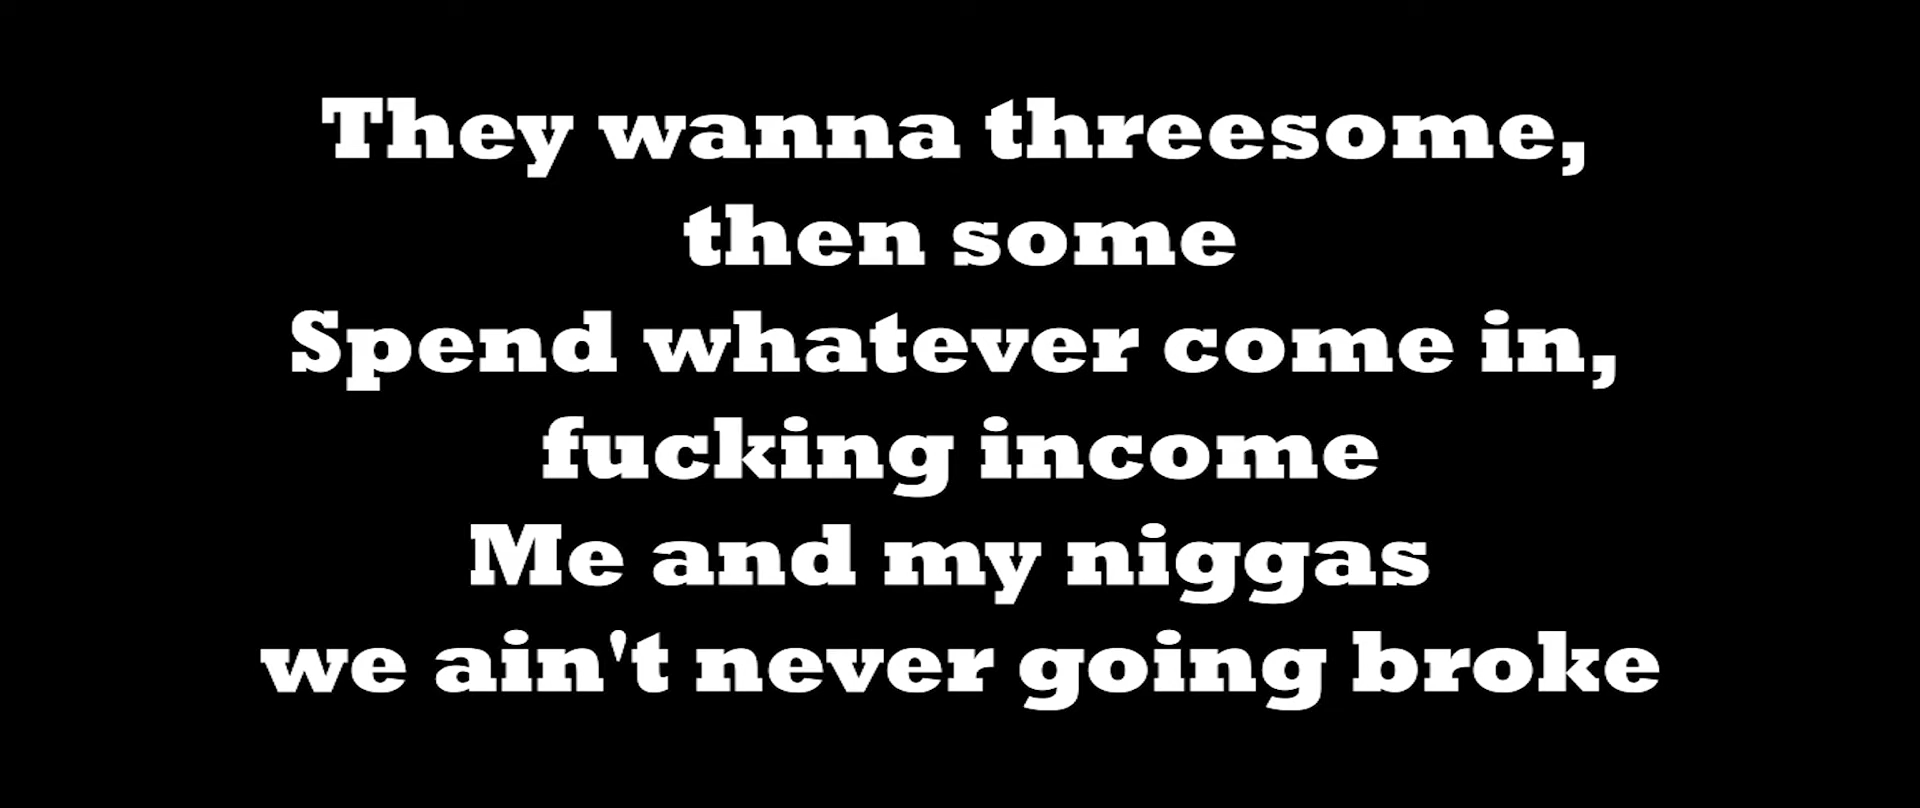 They wanna threesome,
then some
Spend whatever come in,
fucking income
Me and my niggas
we ain't never going broke